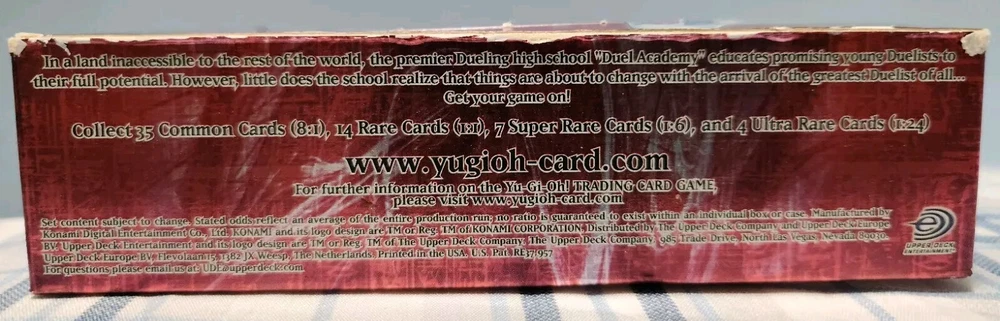 In a land inaccessible to the rest of the world, the premier Dueling high school "Duel Academy" educates promising young Duelists to
their full potential. However, little does the school realize that things are about to change with the arrival of the greatest Duelist of all...
Get your game on!
Collect 35 Common Cards (8:1), 14 Rare Cards (1:1), 7 Super Rare Cards (1:6), and 4 Ultra Rare Cards (1:24)
www.yugioh-card.com
For further information on the Yu-Gi-Oh! TRADING CARD GAME,
please visit www.yugioh-card.com
Set content subject to change. Stated odds reflect an average of the entire production run, no ratio is guaranteed to exist within an individual box or case. Manufactured by
Konami Digital Entertainment Co., Ltd. KONAMI and its logo design are TM or Reg. TM of KONAMI CORPORATION. Distributed by The Upper Deck Company and Upper Deck Europe
BV. Upper Deck Entertainment and its logo design are TM or Reg. TM of The Upper Deck Company. The Upper Deck Company, 985 Trade Drive, North Las Vegas, Nevada 89030.
Upper Deck Europe BV, Flevolaan 15, 1382 JX Weesp, The Netherlands. Printed in the USA. U.S. Pat. RE37,957
For questions please email us at: UDE@upperdeck.com
UPPER DECK
ENTERTAINMENT